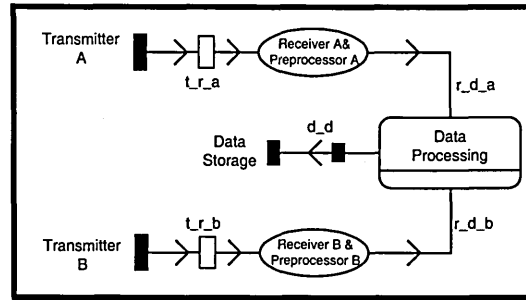 Transmitter
A
t_r_a
Receiver A&
Preprocessor A
r_d_a
d_d
Data
Storage
Data
Processing
Transmitter
B
t_r_b
Receiver B &
Preprocessor B
r_d_b